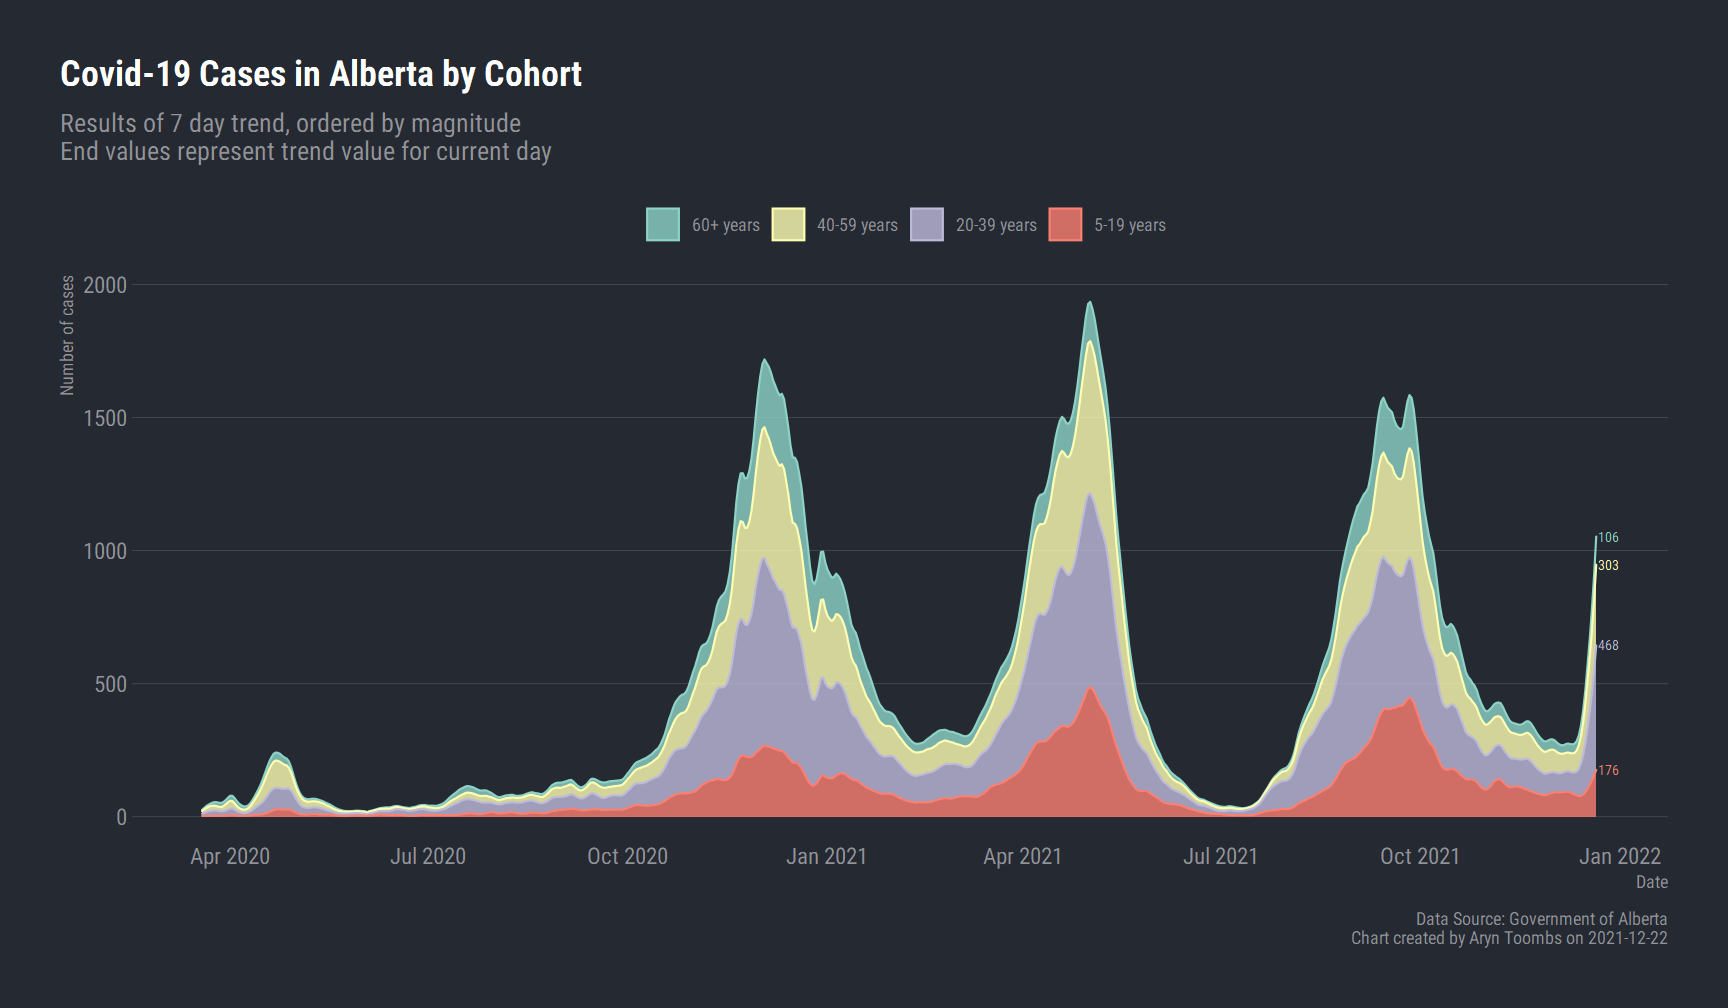 Covid-19 Cases in Alberta by Cohort
Results of 7 day trend, ordered by magnitude
End values represent trend value for current day
60+ years
40-59 years
20-39 years
5-19 years
Number of cases
2000
1500
1000
500
0
106
303
468
176
Apr 2020
Jul 2020
Oct 2020
Jan 2021
Apr 2021
Jul 2021
Oct 2021
Jan 2022
Date
Data Source: Government of Alberta
Chart created by Aryn Toombs on 2021-12-22